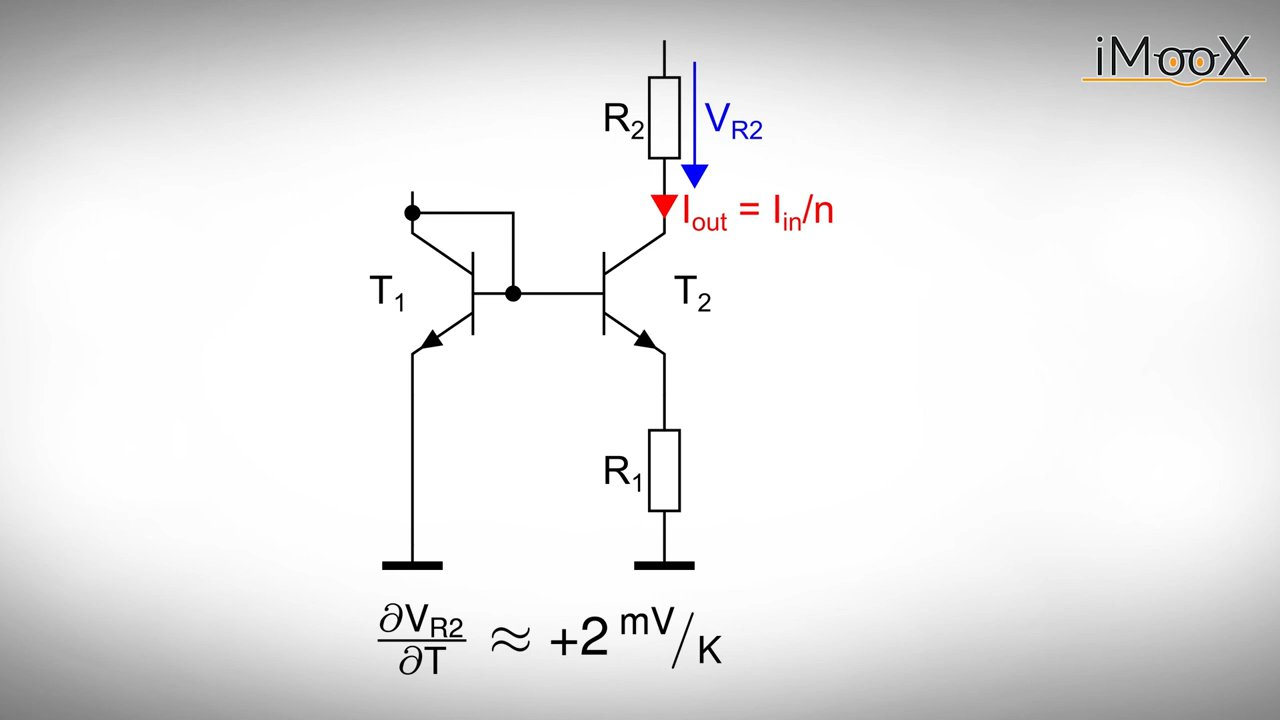 iMooX
R2
VR2
Iout = Iin/n
T1
T2
R1
∂VR2/∂T ≈ +2 mV/K